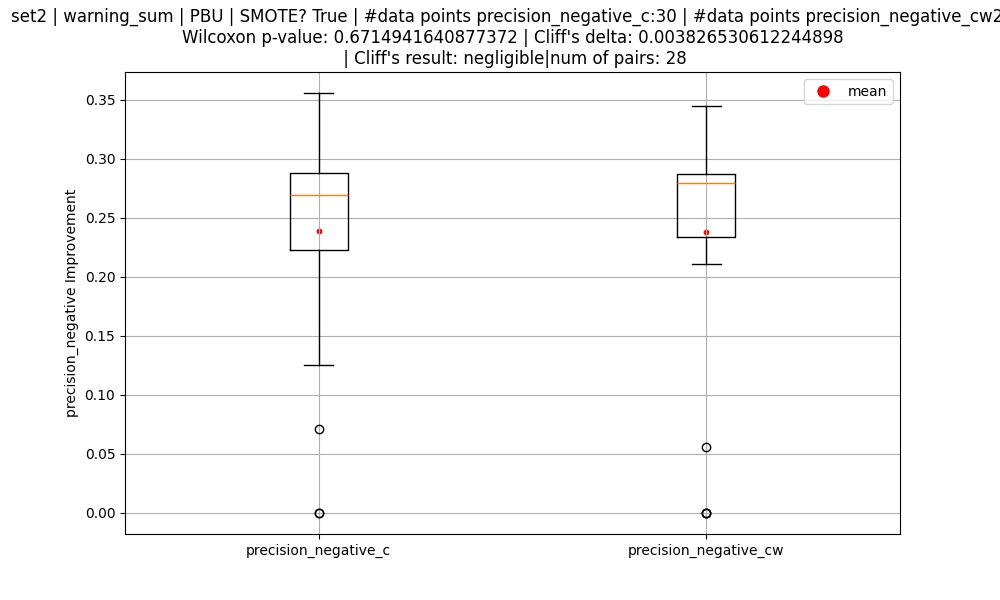 set2 | warning_sum | PBU | SMOTE? True | #data points precision_negative_c:30 | #data points precision_negative_cw2
Wilcoxon p-value: 0.6714941640877372 | Cliff's delta: 0.003826530612244898
| Cliff's result: negligible|num of pairs: 28
mean
precision_negative Improvement
0.35
0.30
0.25
0.20
0.15
0.10
0.05
0.00
precision_negative_c
precision_negative_cw